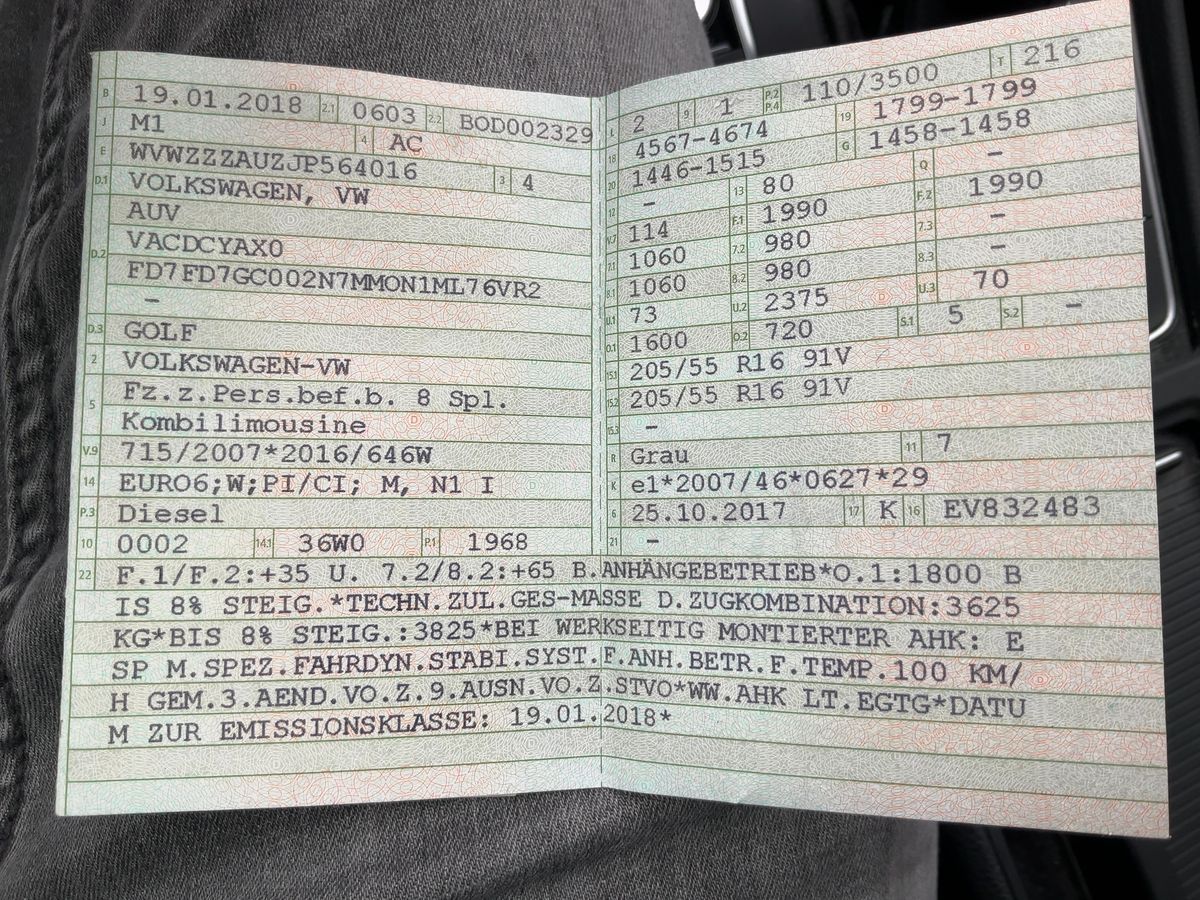 B 19.01.2018 2.1 0603 2.2 BOD002329
J M1 4 AC
E WVWZZZAUZJP564016 3 4
D.1 VOLKSWAGEN, VW
AUV
D.2 VACDCYAX0
FD7FD7GC002N7MMON1ML76VR2
–
D.3 GOLF
2 VOLKSWAGEN-VW
5 Fz.z.Pers.bef.b. 8 Spl.
Kombilimousine
V.9 715/2007*2016/646W
14 EURO6;W;PI/CI; M, N1 I
P.3 Diesel
10 0002 14.1 36W0 P.1 1968
L 2 9 1 P.2 P.4 110/3500 T 216
18 4567-4674 19 1799-1799
20 1446-1515 G 1458-1458
12 – 13 80 Q –
V.7 114 F.1 1990 F.2 1990
7.1 1060 7.2 980 7.3 –
8.1 1060 8.2 980 8.3 –
U.1 73 U.2 2375 U.3 70
O.1 1600 O.2 720 S.1 5 S.2 –
15.1 205/55 R16 91V
15.2 205/55 R16 91V
15.3 –
R Grau 11 7
K e1*2007/46*0627*29
6 25.10.2017 17 K 16 EV832483
21 –
22 F.1/F.2:+35 U. 7.2/8.2:+65 B.ANHÄNGEBETRIEB*O.1:1800 B
IS 8% STEIG.*TECHN.ZUL.GES-MASSE D.ZUGKOMBINATION:3625
KG*BIS 8% STEIG.:3825*BEI WERKSEITIG MONTIERTER AHK: E
SP M.SPEZ.FAHRDYN.STABI.SYST.F.ANH.BETR.F.TEMP.100 KM/
H GEM.3.AEND.VO.Z.9.AUSN.VO.Z.STVO*WW.AHK LT.EGTG*DATU
M ZUR EMISSIONSKLASSE: 19.01.2018*